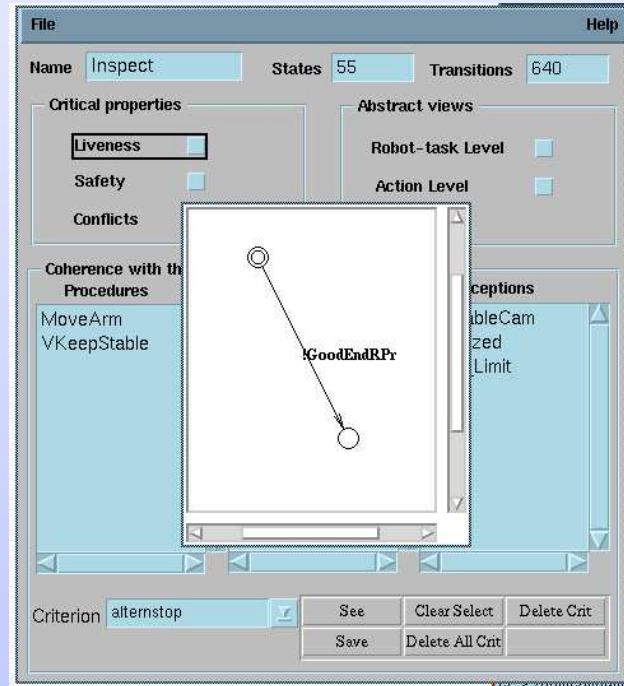 File Help
Name Inspect States 55 Transitions 640
Critical properties Abstract views
Liveness Robot-task Level
Safety Action Level
Conflicts
Coherence with th
Procedures ceptions
MoveArm ableCam
VKeepStable zed
Limit
!GoodEndRPr
Criterion alternstop See Clear Select Delete Crit
Save Delete All Crit